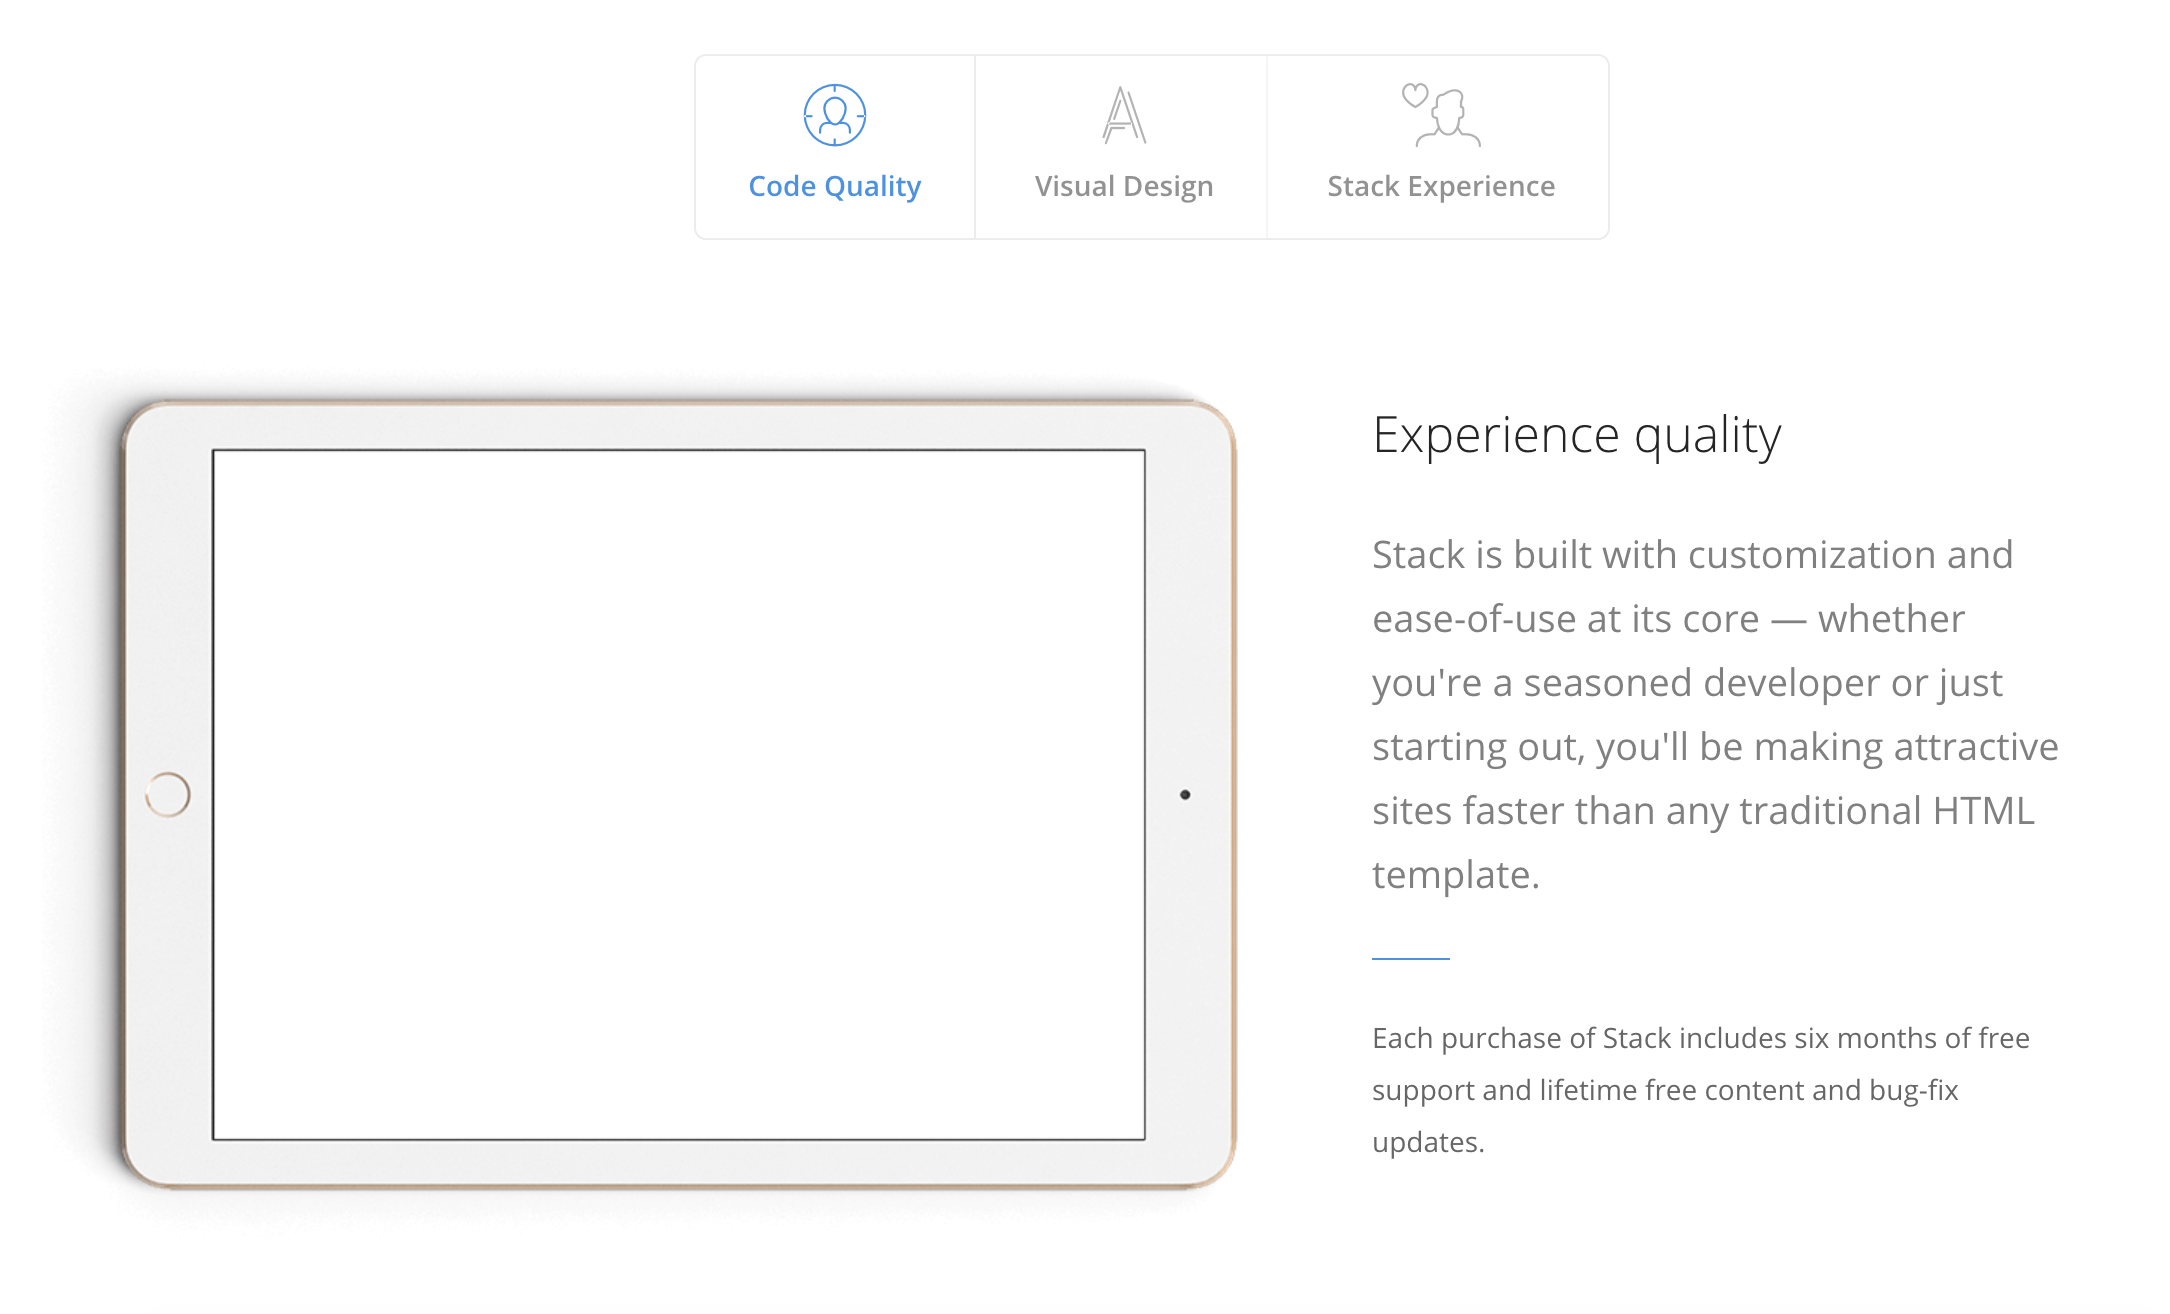 Code Quality
Visual Design
Stack Experience
Experience quality
Stack is built with customization and
ease-of-use at its core — whether
you're a seasoned developer or just
starting out, you'll be making attractive
sites faster than any traditional HTML
template.
Each purchase of Stack includes six months of free
support and lifetime free content and bug-fix
updates.